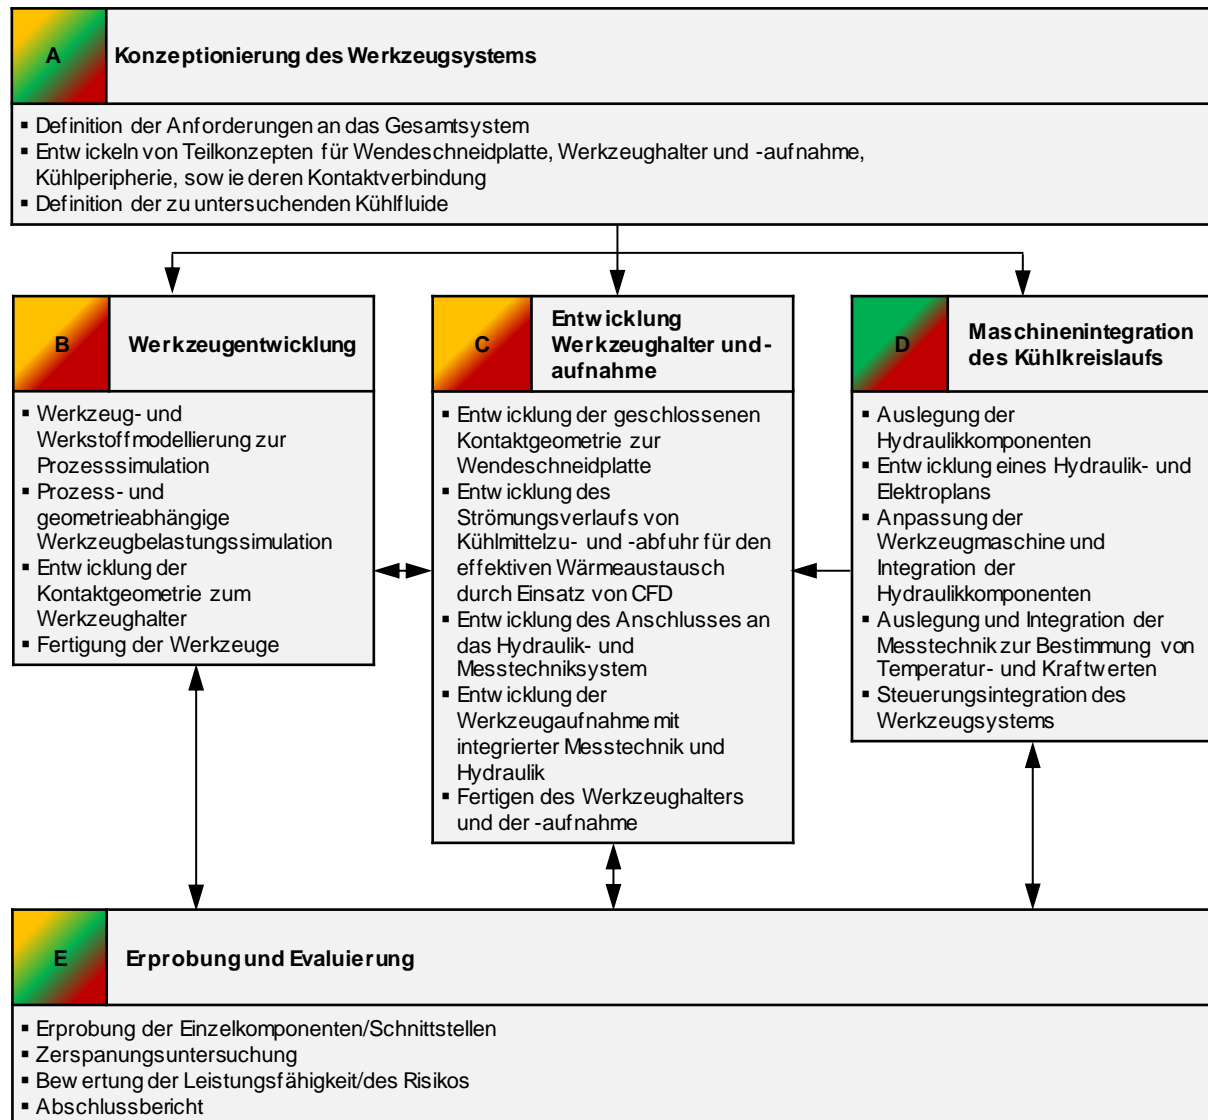 A
Konzeptionierung des Werkzeugsystems
▪ Definition der Anforderungen an das Gesamtsystem
▪ Entwickeln von Teilkonzepten für Wendeschneidplatte, Werkzeughalter und -aufnahme,
Kühlperipherie, sowie deren Kontaktverbindung
▪ Definition der zu untersuchenden Kühlfluide
B
Werkzeugentwicklung
▪ Werkzeug- und
Werkstoffmodellierung zur
Prozesssimulation
▪ Prozess- und
geometrieabhängige
Werkzeugbelastungssimulation
▪ Entwicklung der
Kontaktgeometrie zum
Werkzeughalter
▪ Fertigung der Werkzeuge
C
Entwicklung
Werkzeughalter und -
aufnahme
▪ Entwicklung der geschlossenen
Kontaktgeometrie zur
Wendeschneidplatte
▪ Entwicklung des
Strömungsverlaufs von
Kühlmittelzu- und -abfuhr für den
effektiven Wärmeaustausch
durch Einsatz von CFD
▪ Entwicklung des Anschlusses an
das Hydraulik- und
Messtechniksystem
▪ Entwicklung der
Werkzeugaufnahme mit
integrierter Messtechnik und
Hydraulik
▪ Fertigen des Werkzeughalters
und der -aufnahme
D
Maschinenintegration
des Kühlkreislaufs
▪ Auslegung der
Hydraulikkomponenten
▪ Entwicklung eines Hydraulik- und
Elektroplans
▪ Anpassung der
Werkzeugmaschine und
Integration der
Hydraulikkomponenten
▪ Auslegung und Integration der
Messtechnik zur Bestimmung von
Temperatur- und Kraftwerten
▪ Steuerungsintegration des
Werkzeugsystems
E
Erprobung und Evaluierung
▪ Erprobung der Einzelkomponenten/Schnittstellen
▪ Zerspanungsuntersuchung
▪ Bewertung der Leistungsfähigkeit/des Risikos
▪ Abschlussbericht